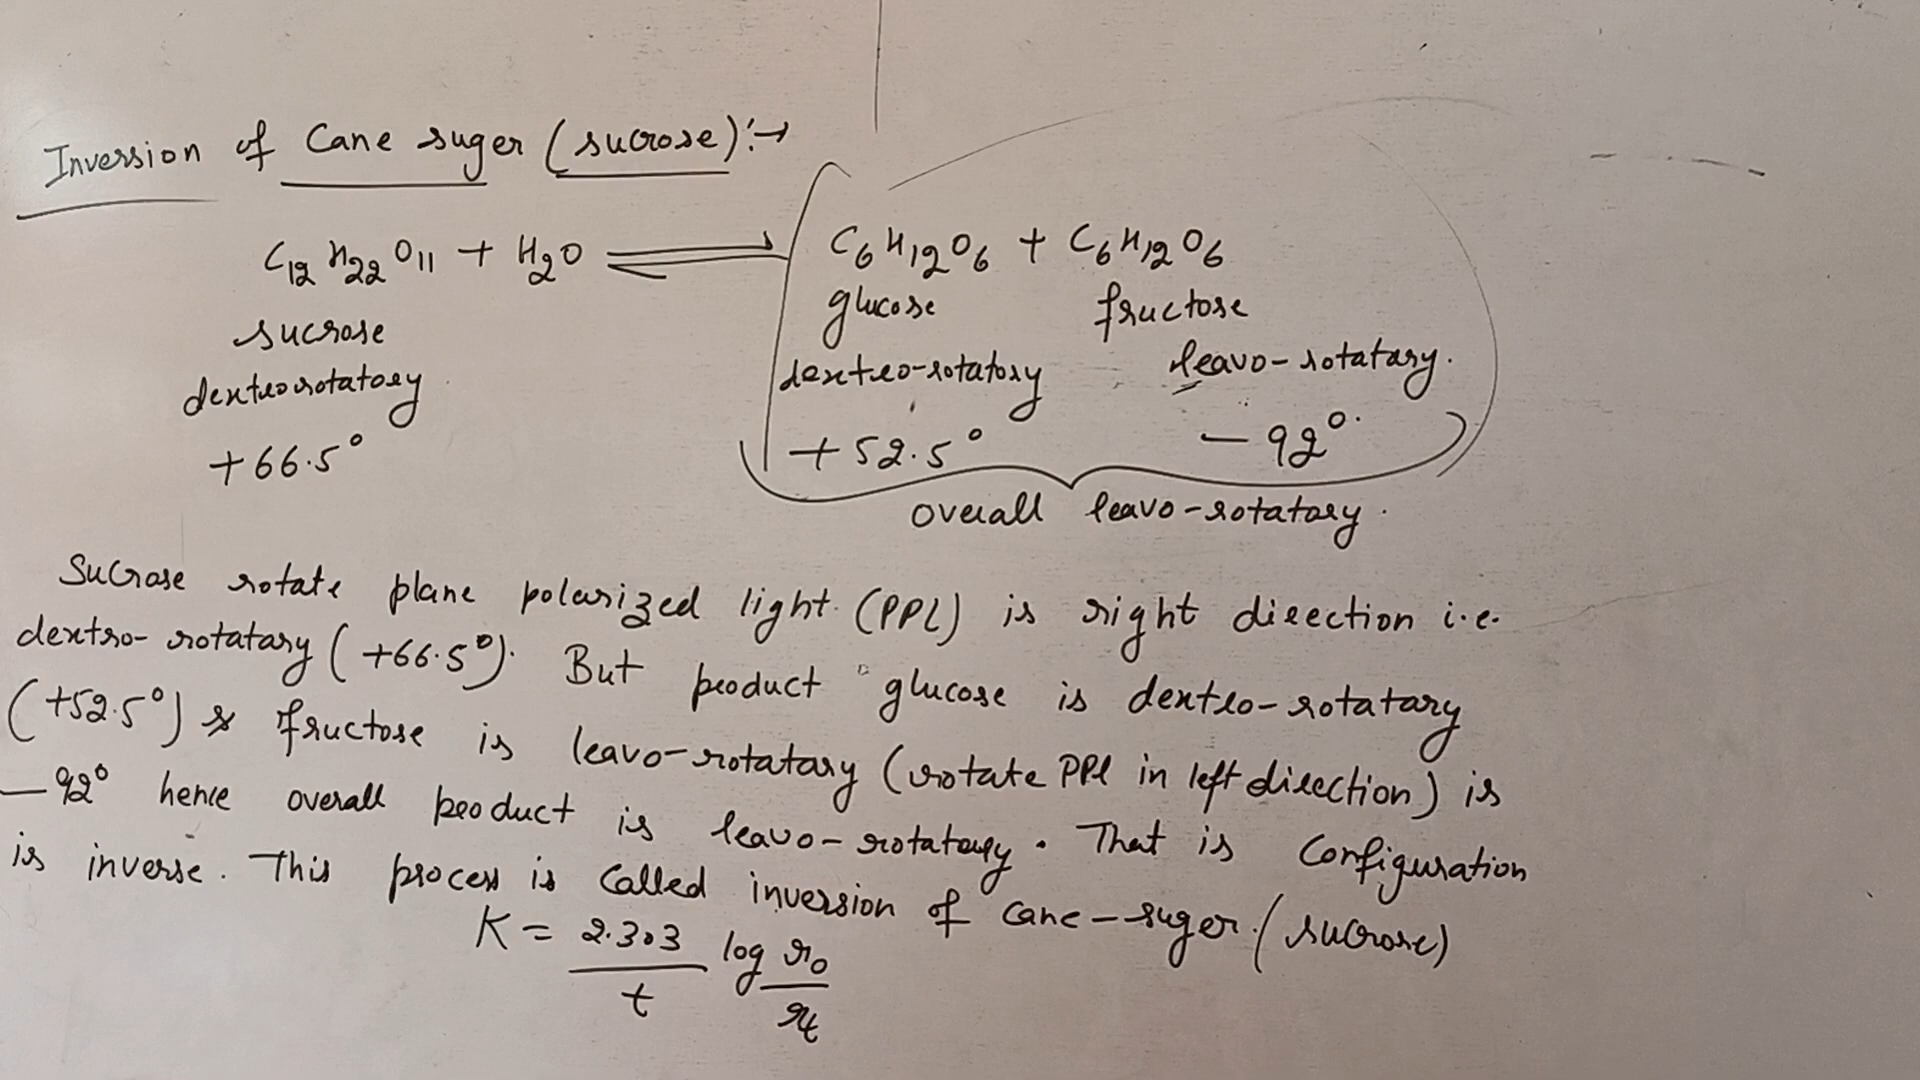 Inversion of Cane suger (sucrose):→
C12 H22 O11 + H2O ⇌ C6H12O6 + C6H12O6
sucrose glucose fructose
dexterorotatory dextero-rotatory leavo-rotatary.
+66.5° +52.5° -92°.
overall leavo-rotatary.
Sucrose rotate plane polarized light. (PPL) is right direction i.e.
dextro-rotatary (+66.5°). But product glucose is dextro-rotatary
(+52.5°) & fructose is leavo-rotatary (rotate PPL in left direction) is
-92° hence overall product is leavo-rotatary. That is Configuration
is inverse. This process is called inversion of cane-suger. (sucrose)
K = 2.303/t log r0/rt